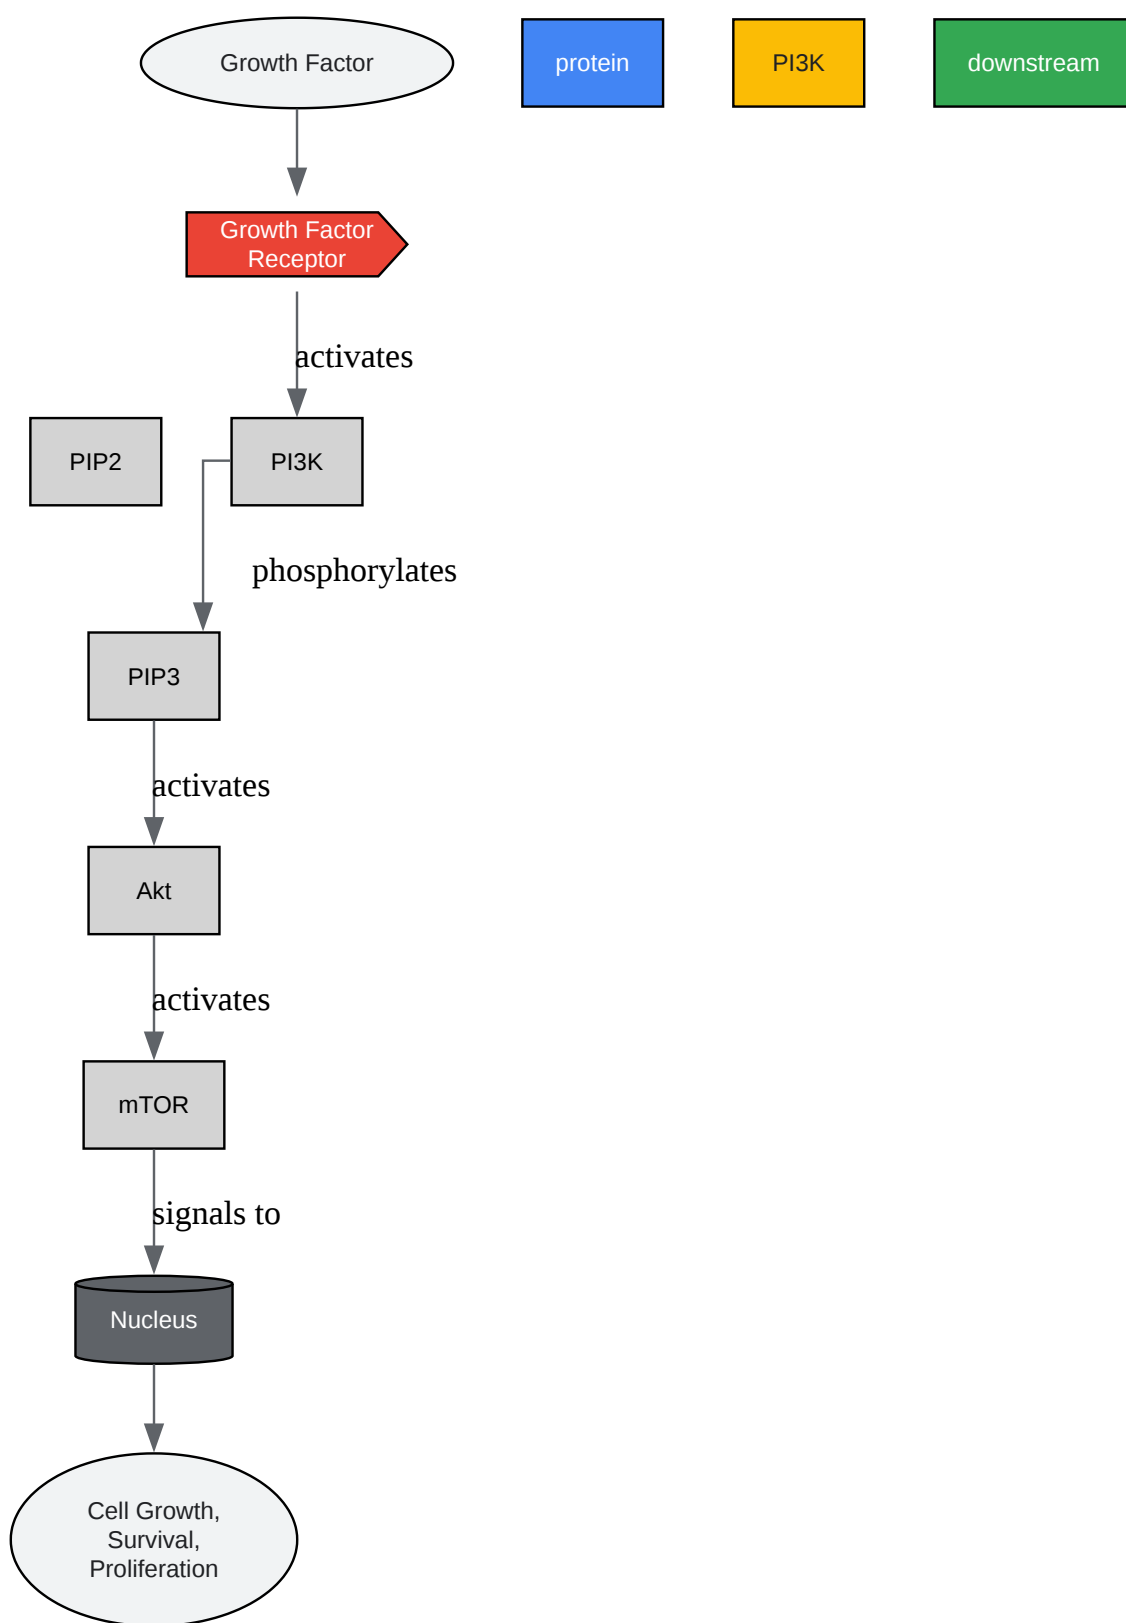 Growth Factor
protein
PI3K
downstream
Growth Factor
Receptor
activates
PIP2
PI3K
phosphorylates
PIP3
activates
Akt
activates
mTOR
signals to
Nucleus
Cell Growth,
Survival,
Proliferation